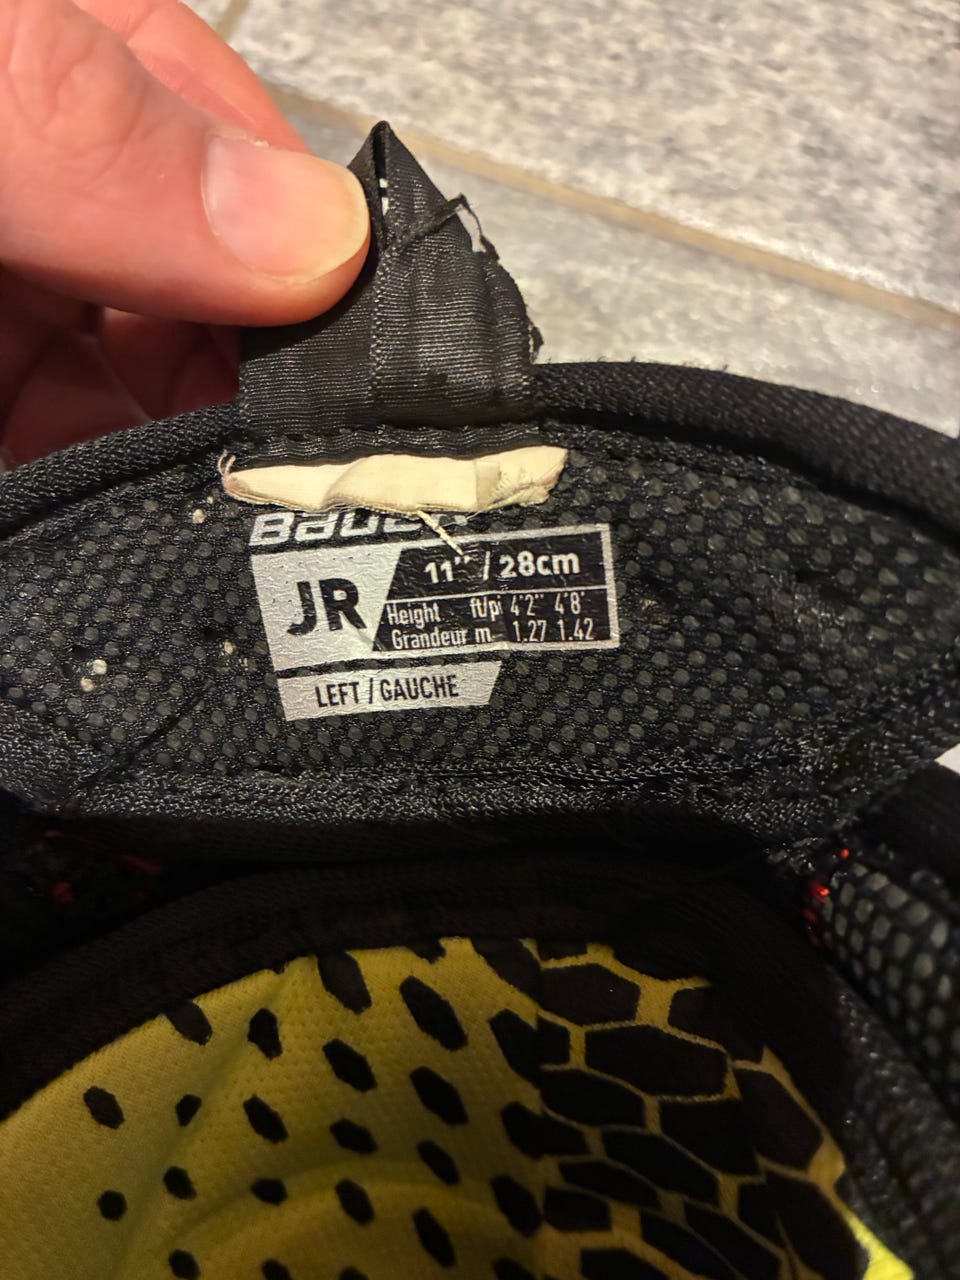 BAUER
JR
11" / 28cm
Height ft/pi 4'2" 4'8
Grandeur m 1.27 1.42
LEFT / GAUCHE